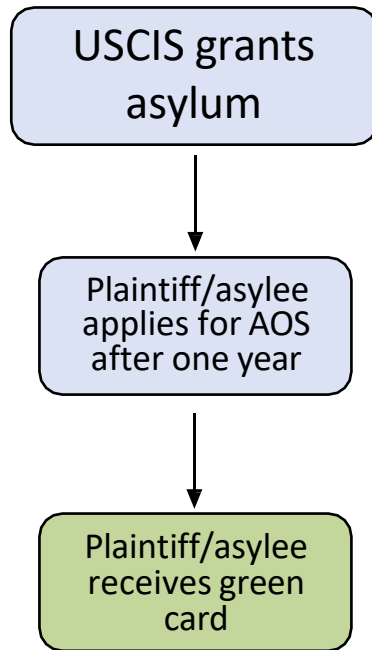 USCIS grants
asylum
Plaintiff/asylee
applies for AOS
after one year
Plaintiff/asylee
receives green
card